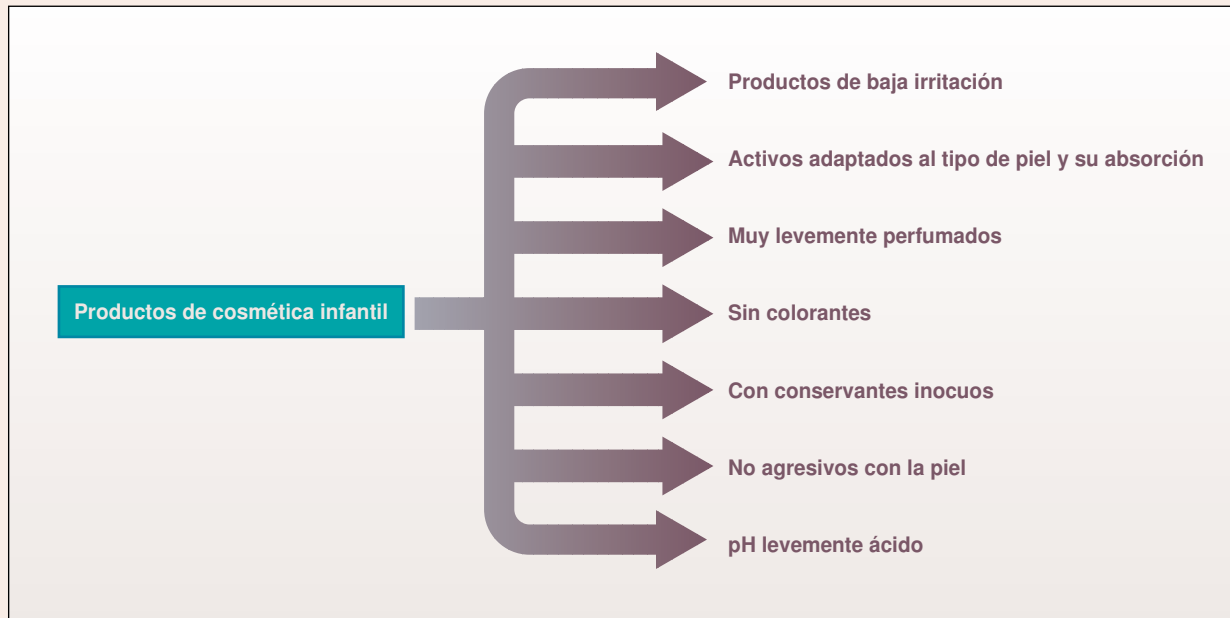 Productos de baja irritación
Activos adaptados al tipo de piel y su absorción
Muy levemente perfumados
Productos de cosmética infantil
Sin colorantes
Con conservantes inocuos
No agresivos con la piel
pH levemente ácido